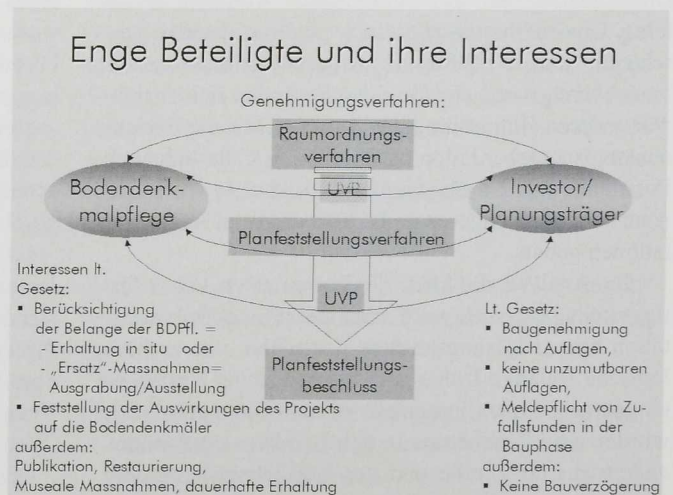 Enge Beteiligte und ihre Interessen
Genehmigungsverfahren:
Raumordnungs-
verfahren
UVP
Bodendenk-
malpflege
Investor/
Planungsträger
Planfeststellungsverfahren
UVP
Planfeststellungs-
beschluss
Interessen lt.
Gesetz:
▪ Berücksichtigung
der Belange der BDPfl. =
- Erhaltung in situ oder
- „Ersatz"-Massnahmen=
Ausgrabung/Ausstellung
▪ Feststellung der Auswirkungen des Projekts
auf die Bodendenkmäler
außerdem:
Publikation, Restaurierung,
Museale Massnahmen, dauerhafte Erhaltung
Lt. Gesetz:
▪ Baugenehmigung
nach Auflagen,
▪ keine unzumutbaren
Auflagen,
▪ Meldepflicht von Zu-
fallsfunden in der
Bauphase
außerdem:
▪ Keine Bauverzögerung